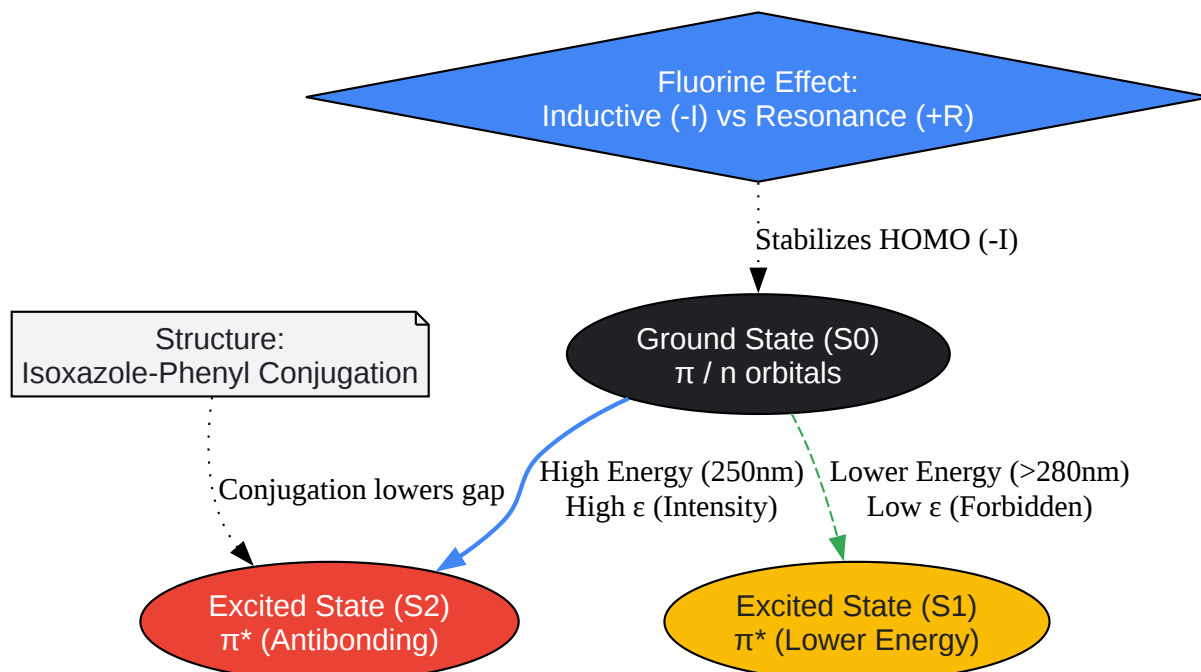 Fluorine Effect:
Inductive (-I) vs Resonance (+R)
Stabilizes HOMO (-I)
Structure:
Isoxazole-Phenyl Conjugation
Ground State (S0)
π / n orbitals
Conjugation lowers gap
High Energy (250nm)
High ε (Intensity)
Lower Energy (>280nm)
Low ε (Forbidden)
Excited State (S2)
π* (Antibonding)
Excited State (S1)
π* (Lower Energy)